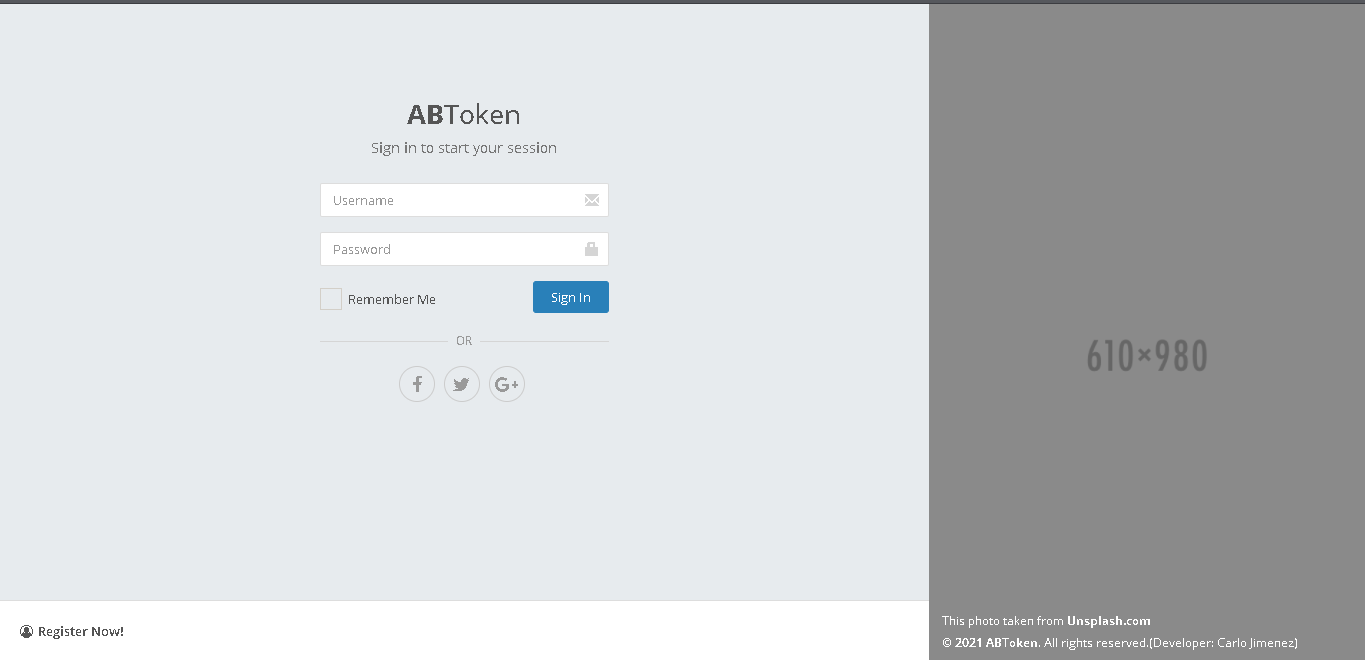 ABToken
Sign in to start your session
Username
Password
Remember Me
Sign In
OR
Register Now!
610×980
This photo taken from Unsplash.com
© 2021 ABToken. All rights reserved.(Developer: Carlo Jimenez)